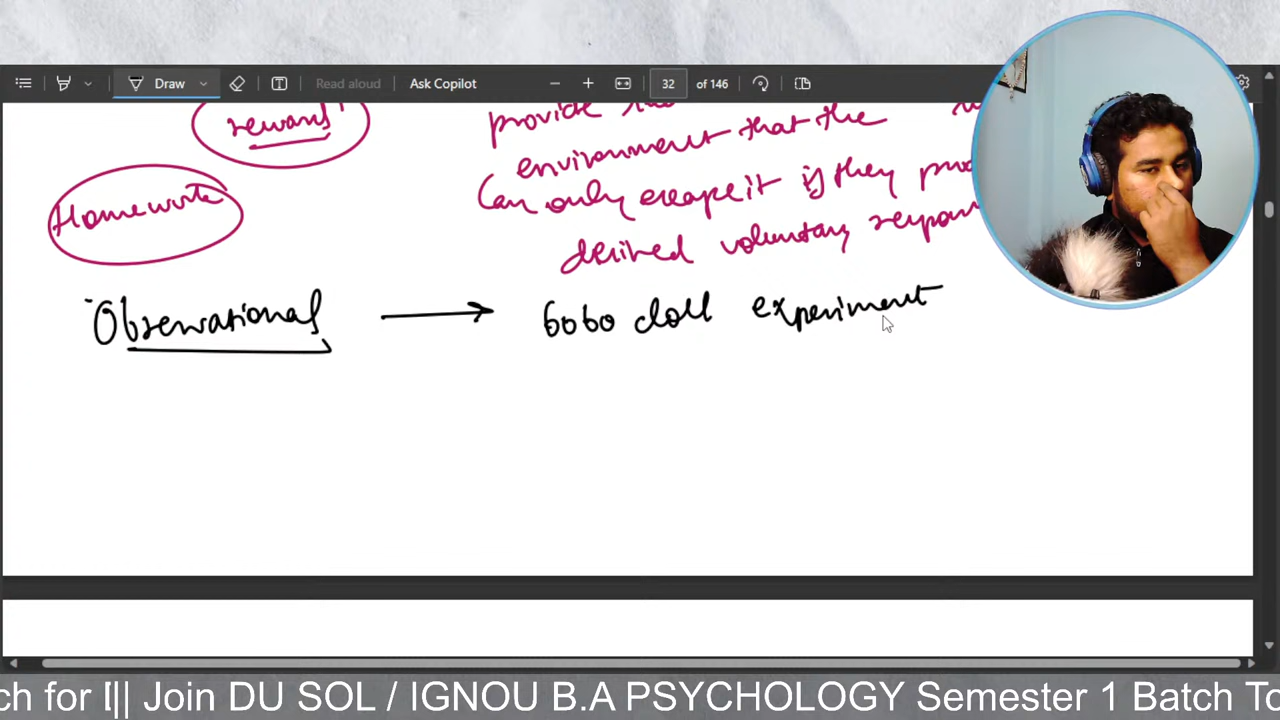 Draw
Read aloud
Ask Copilot
32 of 146
reward
provide
environment that the
can only escape it if they
desired voluntary
Homework
Observational → bobo doll experiment
ch for [|| Join DU SOL / IGNOU B.A PSYCHOLOGY Semester 1 Batch To